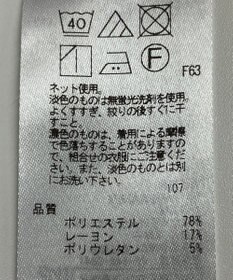 40
F
F63
ネット使用。
淡色のものは無蛍光洗剤を使用。
よくすすぎ、絞りの後すぐに干
すこと。
濃色のものは、着用による摩擦
で色落ちすることがありますの
で、組合せの衣服にご注意くださ
い。また、淡色のものとは別に
お洗い下さい。
107
品質
ポリエステル 78%
レーヨン 17%
ポリウレタン 5%